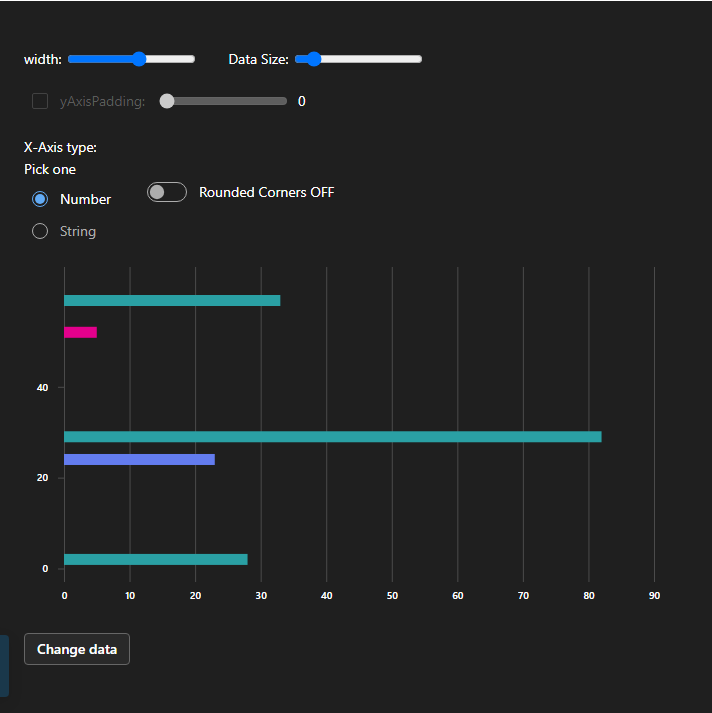 width: Data Size:
yAxisPadding: 0
X-Axis type:
Pick one
Number Rounded Corners OFF
String
40
20
0
0 10 20 30 40 50 60 70 80 90
Change data